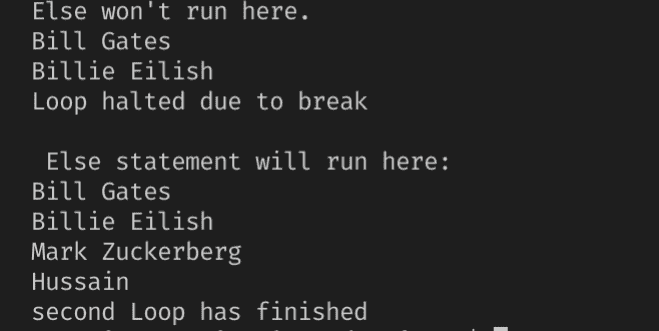 Else won't run here.
Bill Gates
Billie Eilish
Loop halted due to break
Else statement will run here:
Bill Gates
Billie Eilish
Mark Zuckerberg
Hussain
second Loop has finished